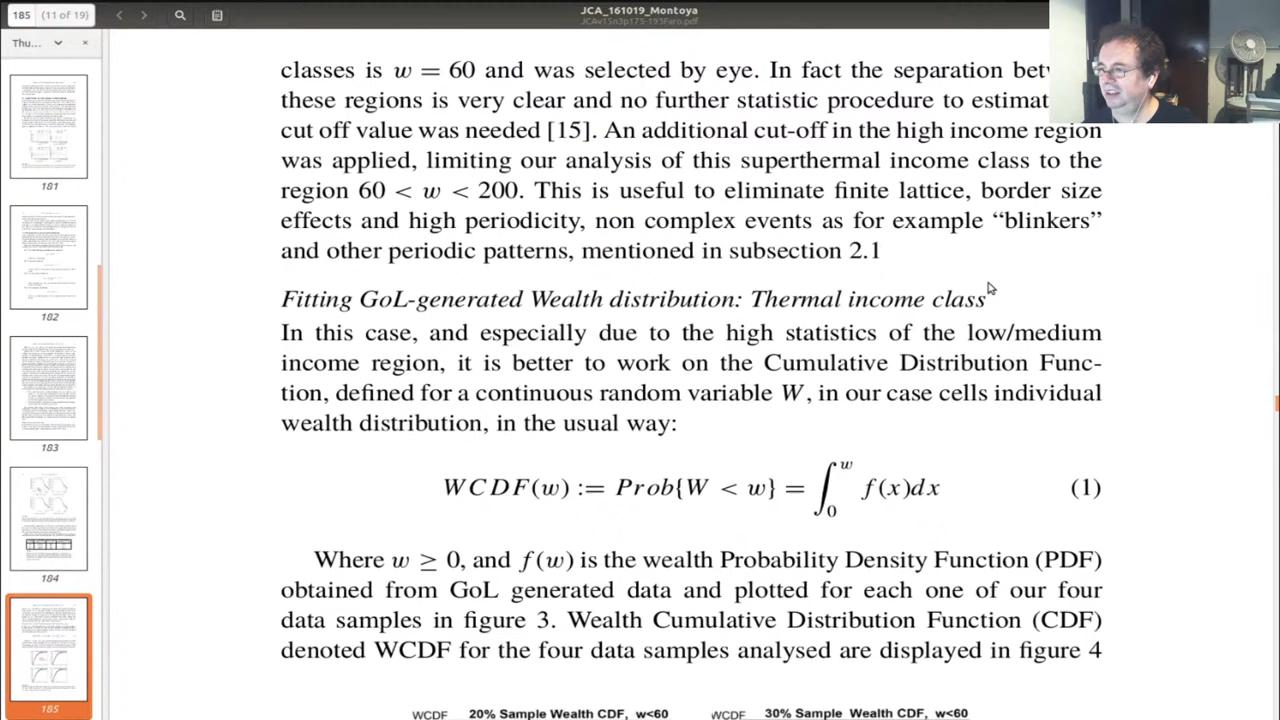 185 (11 of 19)
JCA_161019_Montoya
JCAv15n3p175-193Faro.pdf
Thu...
181
182
183
184
185
classes is w = 60 and was selected by eye. In fact the separation
these regions is very clear and no further statistic procedure to
cut off value was needed [15]. An additional cut-off in the high income region
was applied, limiting our analysis of this superthermal income class to the
region 60 < w < 200. This is useful to eliminate finite lattice, border size
effects and high periodicity, non complex events as for example “blinkers”
and other periodic patterns, mentioned in subsection 2.1
Fitting GoL-generated Wealth distribution: Thermal income class
In this case, and especially due to the high statistics of the low/medium
income region, it is better to work on the Cumulative Distribution Func-
tion, defined for a continuous random variable W, in our case cells individual
wealth distribution, in the usual way:
WCDF(w) := Prob{W < w} = ∫₀ʷ f(x)dx (1)
Where w ≥ 0, and f(w) is the wealth Probability Density Function (PDF)
obtained from GoL generated data and plotted for each one of our four
data samples in figure 3. Wealth Cumulative Distribution Function (CDF)
denoted WCDF for the four data samples analysed are displayed in figure 4
WCDF 20% Sample Wealth CDF, w<60 WCDF 30% Sample Wealth CDF, w<60